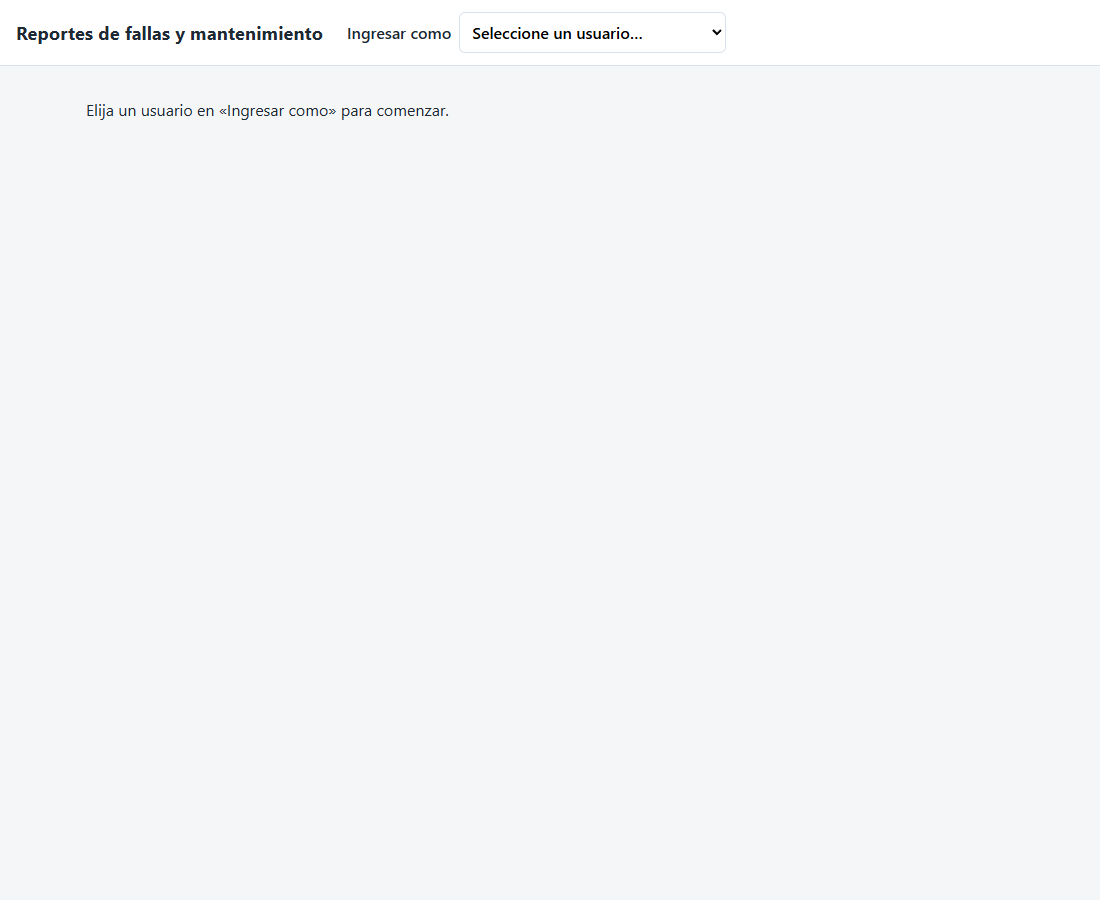 Reportes de fallas y mantenimiento
Ingresar como
Seleccione un usuario...
Elija un usuario en «Ingresar como» para comenzar.